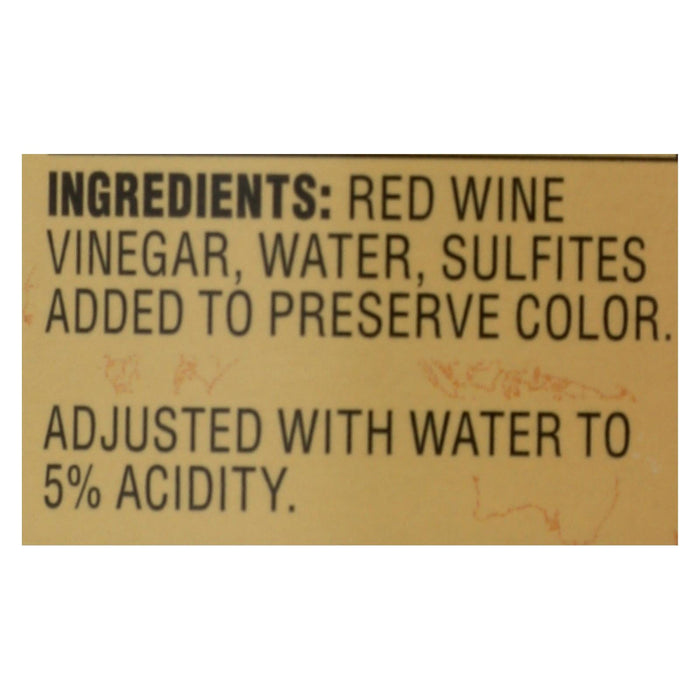 INGREDIENTS: RED WINE
VINEGAR, WATER, SULFITES
ADDED TO PRESERVE COLOR.
ADJUSTED WITH WATER TO
5% ACIDITY.